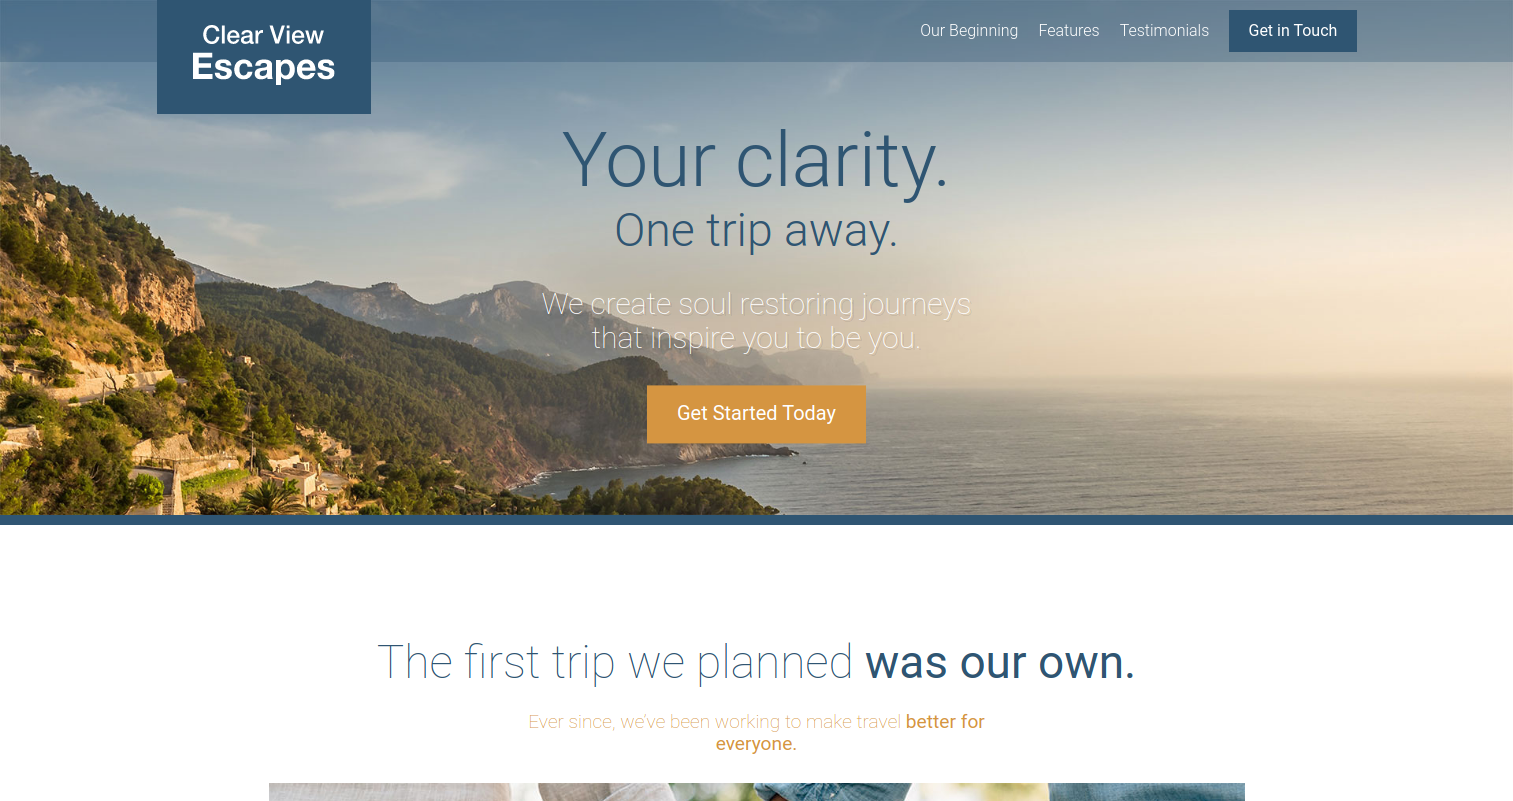 Clear View
Escapes
Our Beginning
Features
Testimonials
Get in Touch
Your clarity.
One trip away.
We create soul restoring journeys
that inspire you to be you.
Get Started Today
The first trip we planned was our own.
Ever since, we’ve been working to make travel better for
everyone.